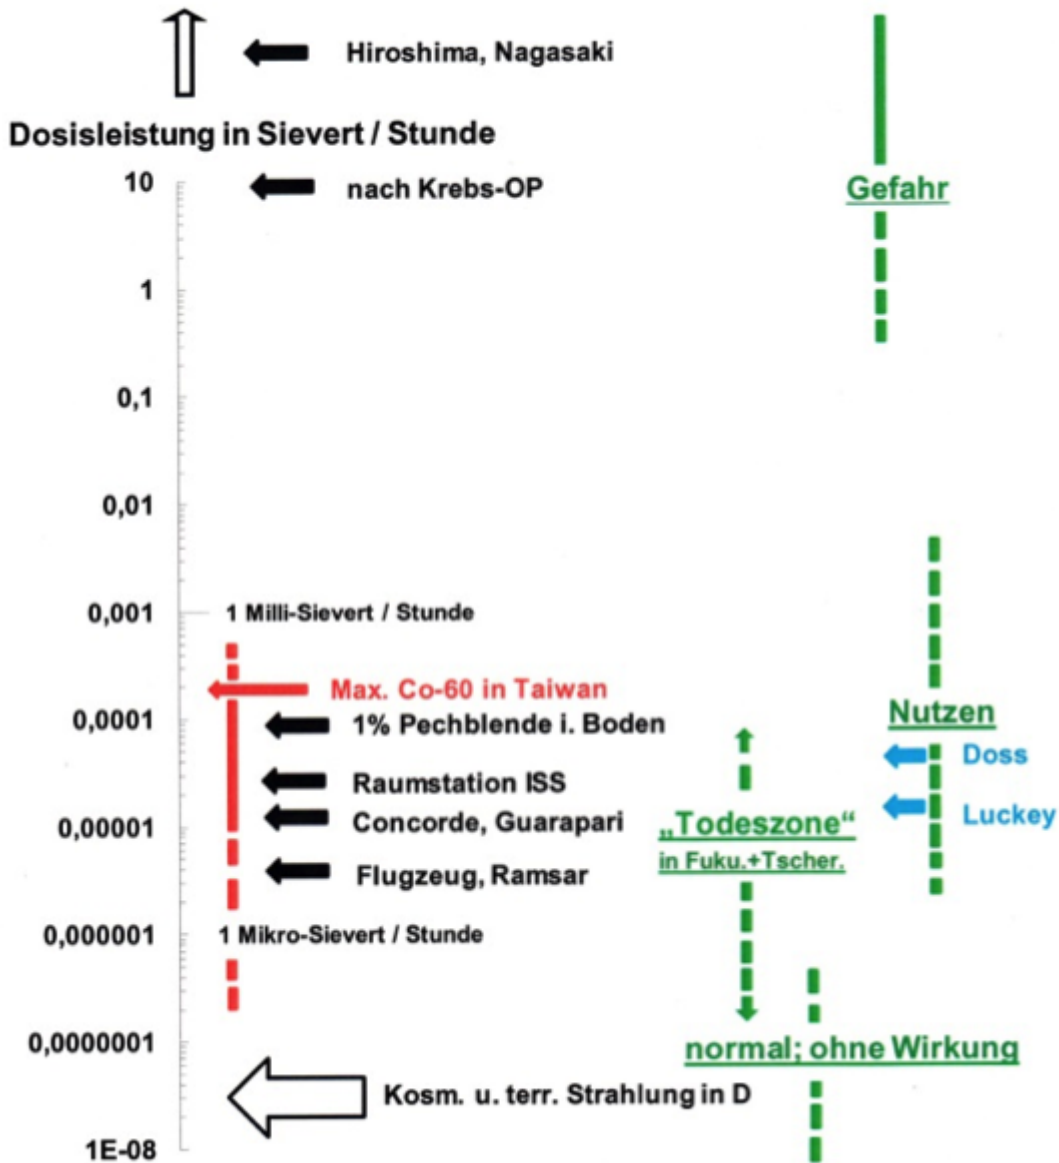 Hiroshima, Nagasaki
Dosisleistung in Sievert / Stunde
10
nach Krebs-OP
Gefahr
1
0,1
0,01
0,001
1 Milli-Sievert / Stunde
Max. Co-60 in Taiwan
0,0001
1% Pechblende i. Boden
Nutzen
Doss
Raumstation ISS
Luckey
0,00001
Concorde, Guarapari
„Todeszone“
in Fuku.+Tscher.
Flugzeug, Ramsar
0,000001
1 Mikro-Sievert / Stunde
0,0000001
normal; ohne Wirkung
Kosm. u. terr. Strahlung in D
1E-08